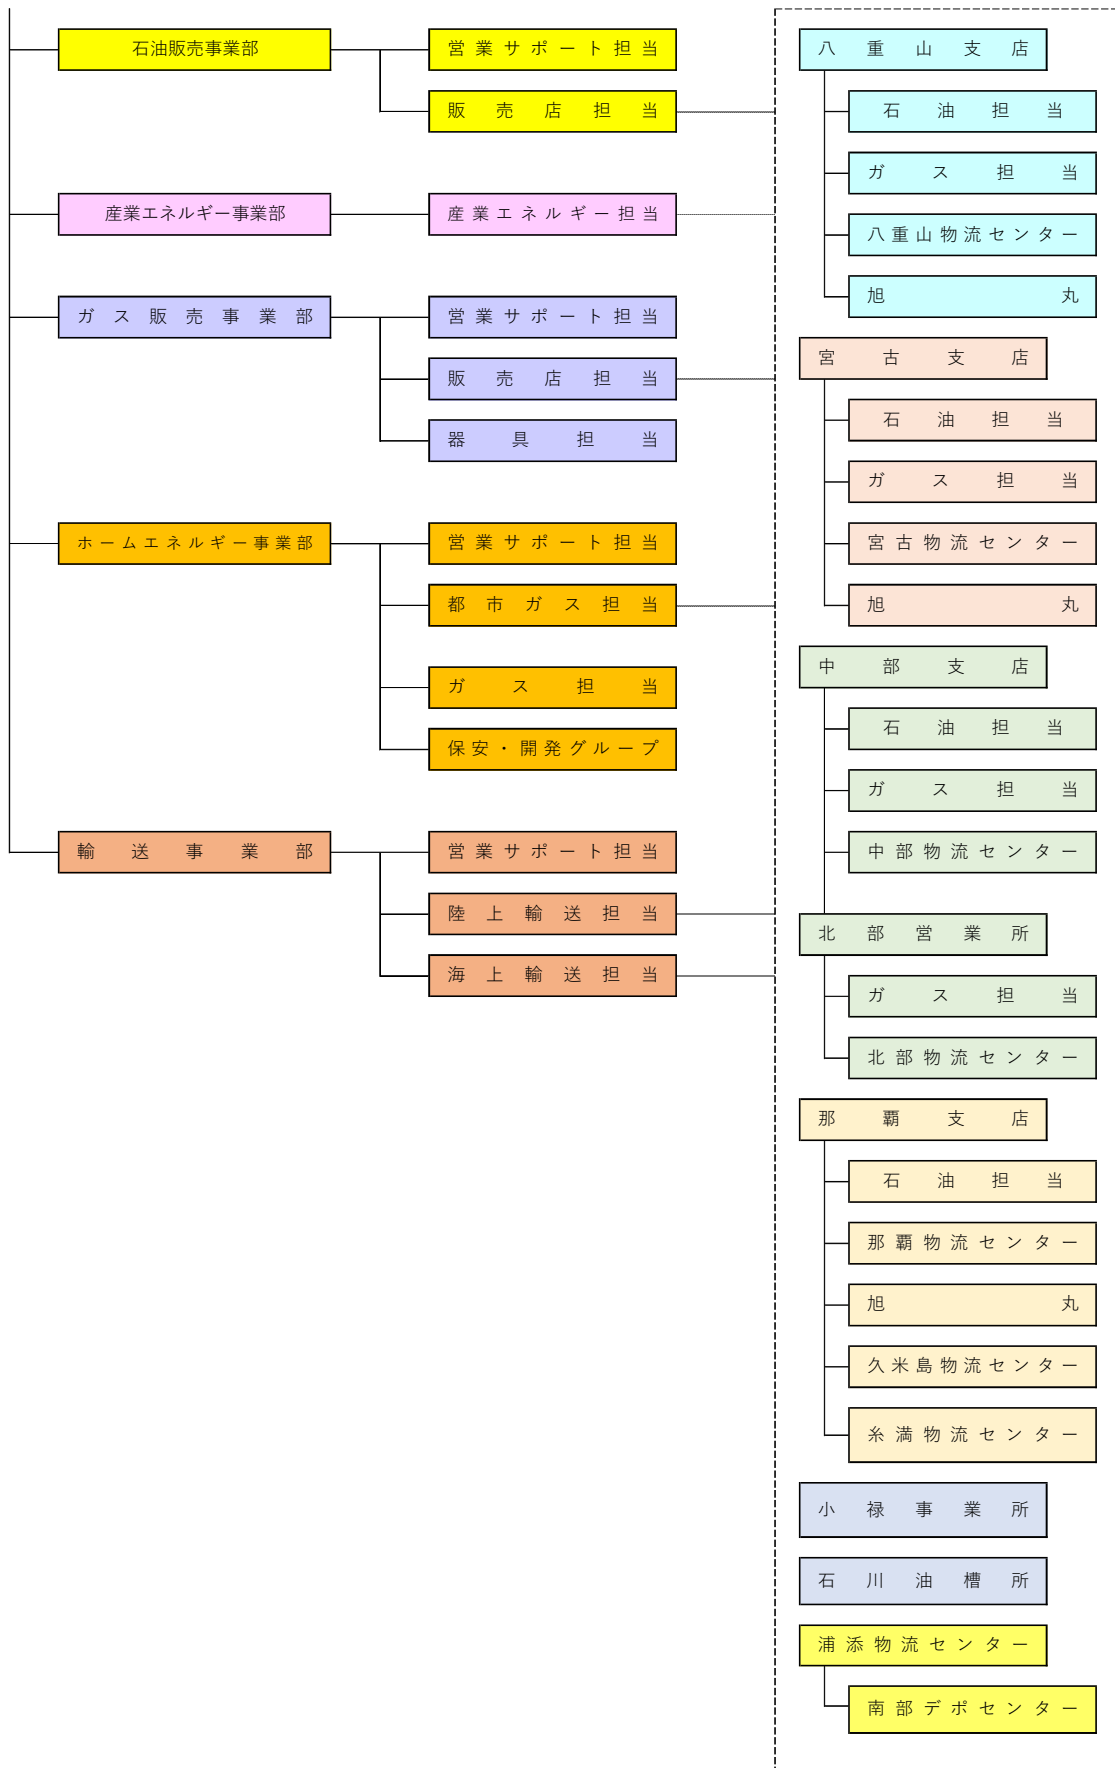 石油販売事業部
営業サポート担当
販売店担当
産業エネルギー事業部
産業エネルギー担当
ガス販売事業部
営業サポート担当
販売店担当
器具担当
ホームエネルギー事業部
営業サポート担当
都市ガス担当
ガス担当
保安・開発グループ
輸送事業部
営業サポート担当
陸上輸送担当
海上輸送担当
八重山支店
石油担当
ガス担当
八重山物流センター
旭丸
宮古支店
石油担当
ガス担当
宮古物流センター
旭丸
中部支店
石油担当
ガス担当
中部物流センター
北部営業所
ガス担当
北部物流センター
那覇支店
石油担当
那覇物流センター
旭丸
久米島物流センター
糸満物流センター
小禄事業所
石川油槽所
浦添物流センター
南部デポセンター